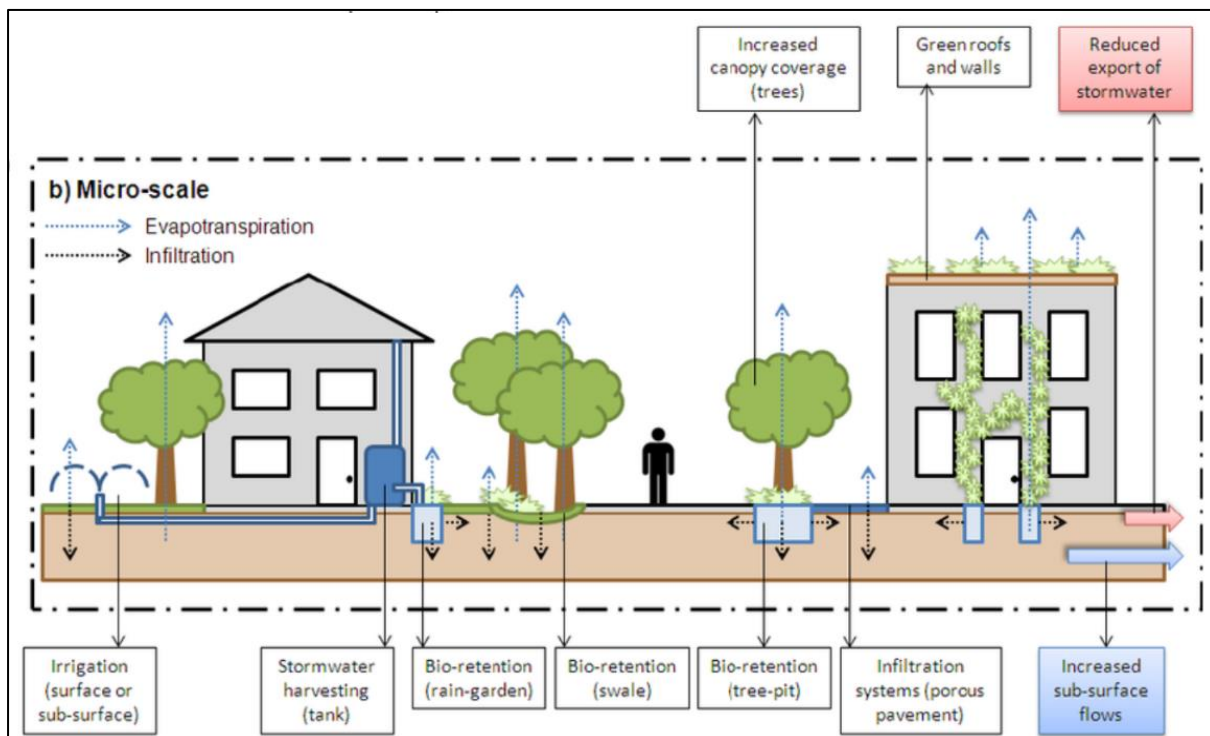 Increased
canopy coverage
(trees)
Green roofs
and walls
Reduced
export of
stormwater
b) Micro-scale
Evapotranspiration
Infiltration
Irrigation
(surface or
sub-surface)
Stormwater
harvesting
(tank)
Bio-retention
(rain-garden)
Bio-retention
(swale)
Bio-retention
(tree-pit)
Infiltration
systems (porous
pavement)
Increased
sub-surface
flows